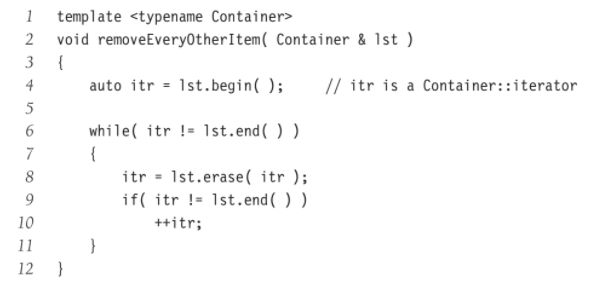 1 template <typename Container>
2 void removeEveryOtherItem( Container & lst )
3 {
4     auto itr = lst.begin( );     // itr is a Container::iterator
5
6     while( itr != lst.end( ) )
7     {
8         itr = lst.erase( itr );
9         if( itr != lst.end( ) )
10             ++itr;
11     }
12 }